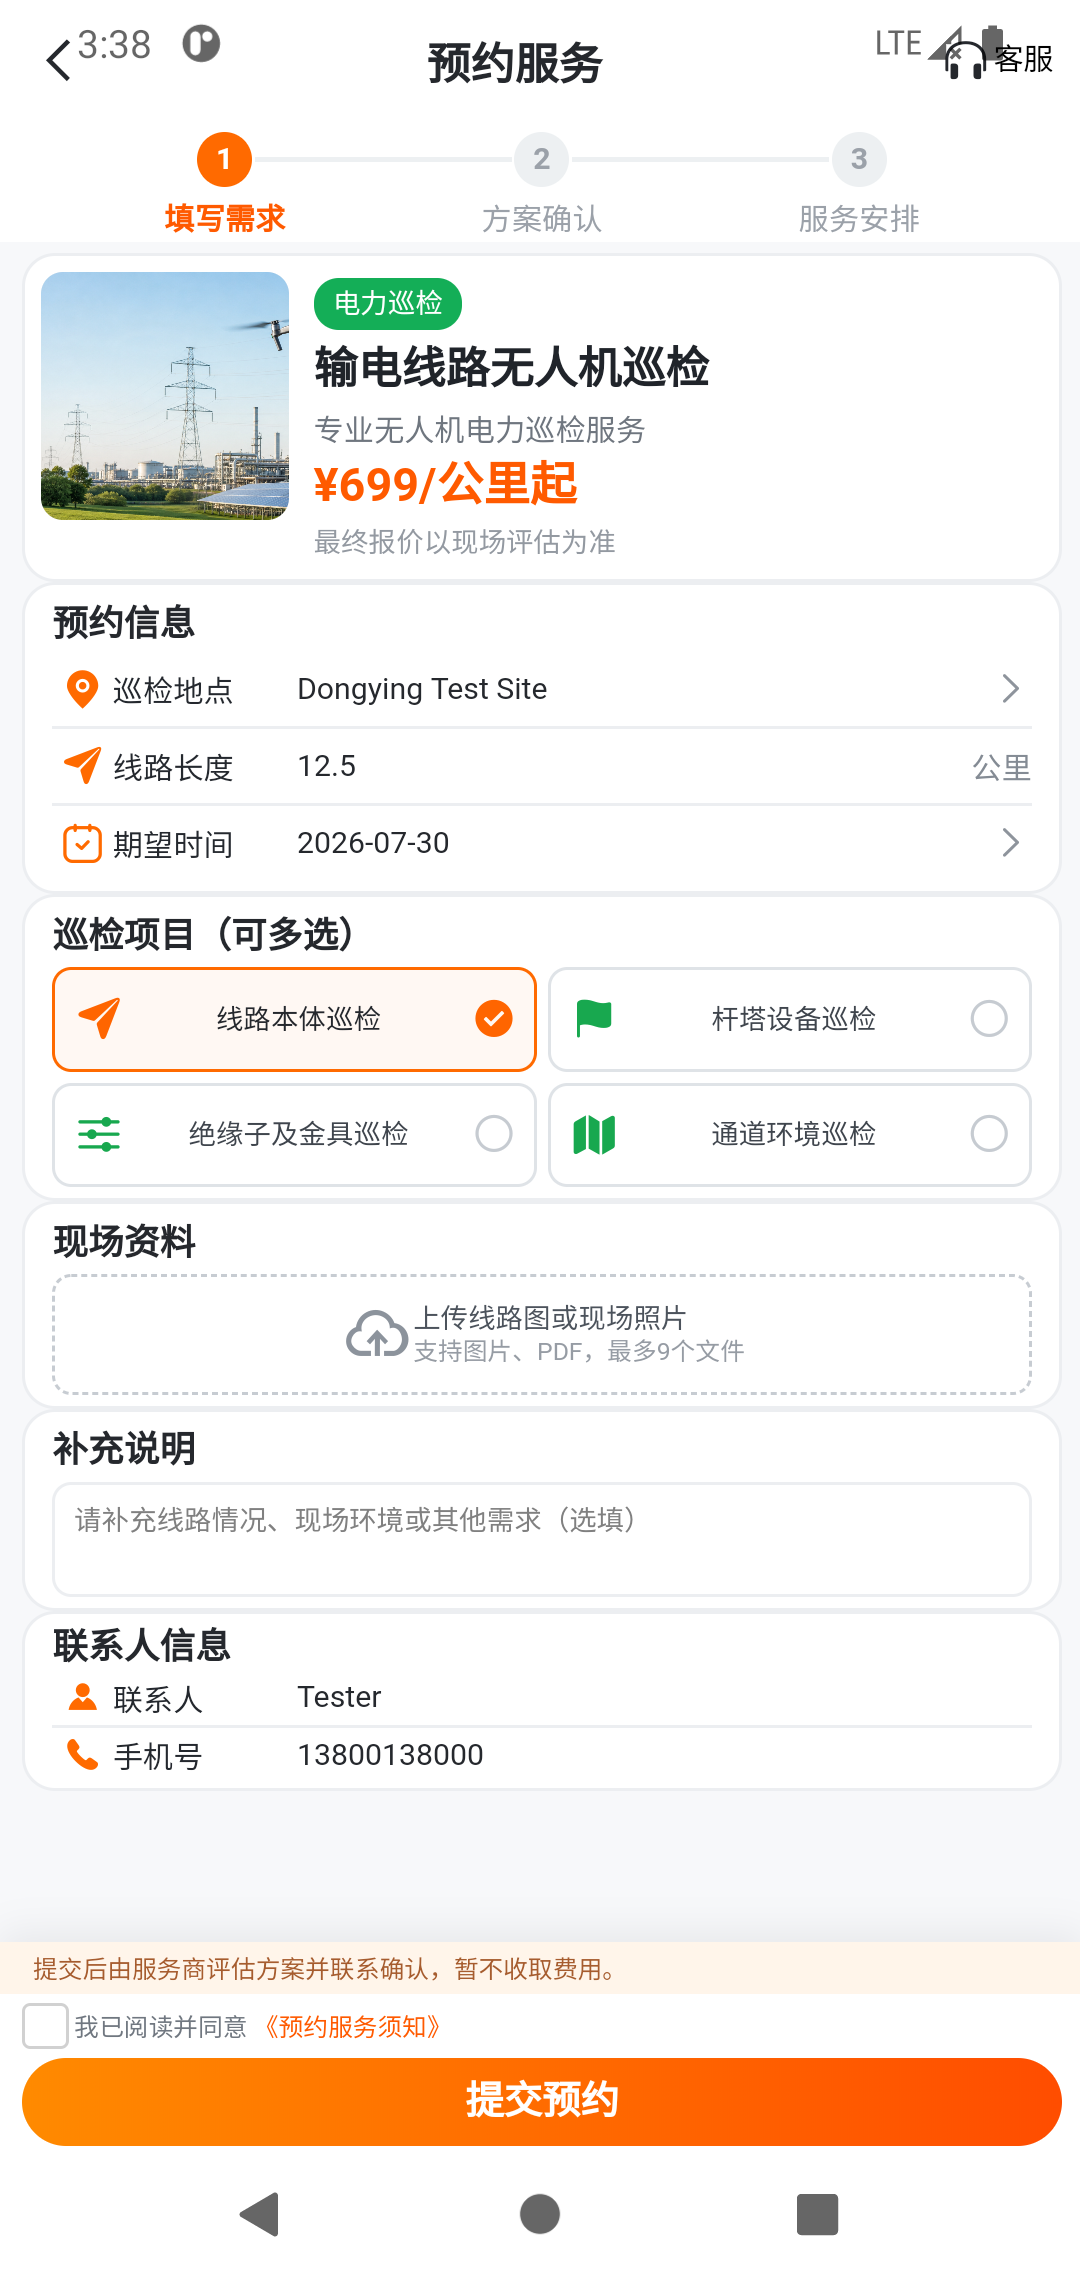 3:38
LTE
预约服务
客服
1
2
3
填写需求
方案确认
服务安排
电力巡检
输电线路无人机巡检
专业无人机电力巡检服务
¥699/公里起
最终报价以现场评估为准
预约信息
巡检地点 Dongying Test Site
线路长度 12.5 公里
期望时间 2026-07-30
巡检项目（可多选）
线路本体巡检
杆塔设备巡检
绝缘子及金具巡检
通道环境巡检
现场资料
上传线路图或现场照片
支持图片、PDF，最多9个文件
补充说明
请补充线路情况、现场环境或其他需求（选填）
联系人信息
联系人 Tester
手机号 13800138000
提交后由服务商评估方案并联系确认，暂不收取费用。
我已阅读并同意 《预约服务须知》
提交预约